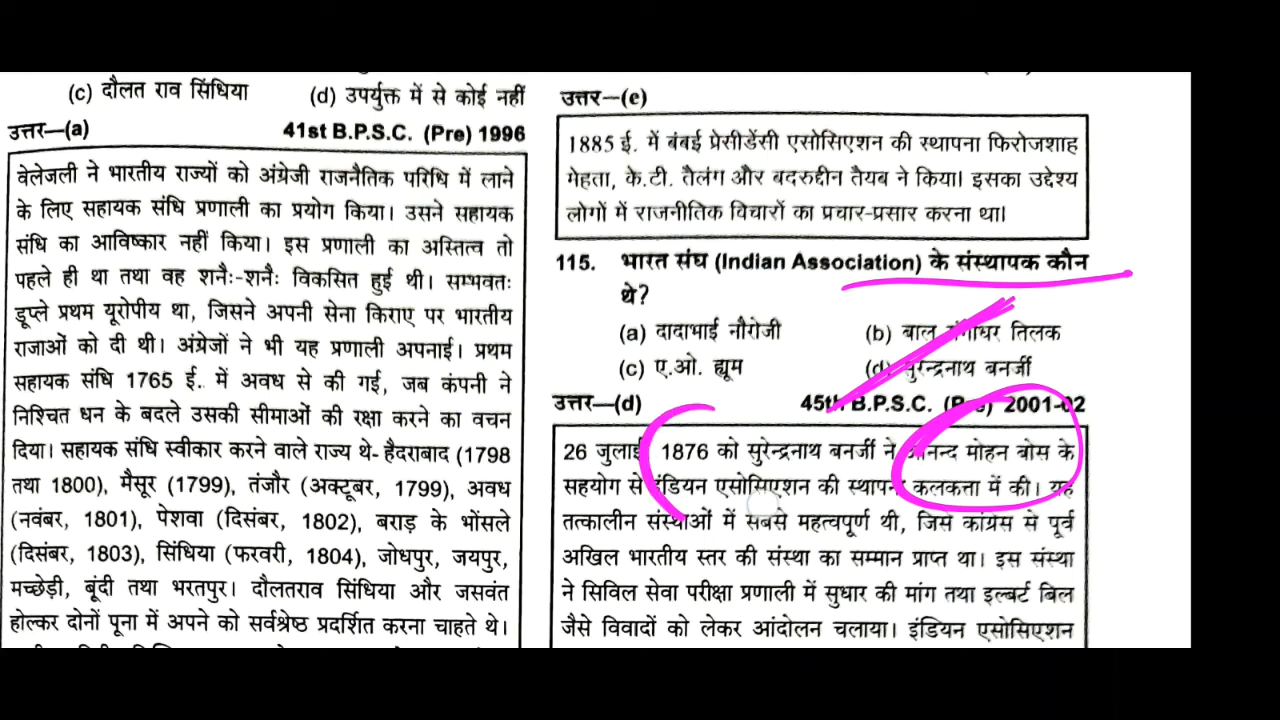 (c) दौलत राव सिंधिया (d) उपर्युक्त में से कोई नहीं
उत्तर—(a) 41st B.P.S.C. (Pre) 1996
वेलेजली ने भारतीय राज्यों को अंग्रेजी राजनैतिक परिधि में लाने
के लिए सहायक संधि प्रणाली का प्रयोग किया। उसने सहायक
संधि का आविष्कार नहीं किया। इस प्रणाली का अस्तित्व तो
पहले ही था तथा वह शनैः-शनैः विकसित हुई थी। सम्भवतः
डूप्ले प्रथम यूरोपीय था, जिसने अपनी सेना किराए पर भारतीय
राजाओं को दी थी। अंग्रेजों ने भी यह प्रणाली अपनाई। प्रथम
सहायक संधि 1765 ई. में अवध से की गई, जब कंपनी ने
निश्चित धन के बदले उसकी सीमाओं की रक्षा करने का वचन
दिया। सहायक संधि स्वीकार करने वाले राज्य थे- हैदराबाद (1798
तथा 1800), मैसूर (1799), तंजौर (अक्टूबर, 1799), अवध
(नवंबर, 1801), पेशवा (दिसंबर, 1802), बराड़ के भोंसले
(दिसंबर, 1803), सिंधिया (फरवरी, 1804), जोधपुर, जयपुर,
मच्छेड़ी, बूंदी तथा भरतपुर। दौलतराव सिंधिया और जसवंत
होल्कर दोनों पूना में अपने को सर्वश्रेष्ठ प्रदर्शित करना चाहते थे।
उत्तर—(e)
1885 ई. में बंबई प्रेसीडेंसी एसोसिएशन की स्थापना फिरोजशाह
मेहता, के.टी. तैलंग और बदरुद्दीन तैयब ने किया। इसका उद्देश्य
लोगों में राजनीतिक विचारों का प्रचार-प्रसार करना था।
115. भारत संघ (Indian Association) के संस्थापक कौन
थे?
(a) दादाभाई नौरोजी (b) बाल गंगाधर तिलक
(c) ए.ओ. ह्यूम (d) सुरेन्द्रनाथ बनर्जी
उत्तर—(d) 45th B.P.S.C. (Pre) 2001-02
26 जुलाई 1876 को सुरेन्द्रनाथ बनर्जी ने आनन्द मोहन बोस के
सहयोग से इंडियन एसोसिएशन की स्थापना कलकत्ता में की। यह
तत्कालीन संस्थाओं में सबसे महत्वपूर्ण थी, जिसे कांग्रेस से पूर्व
अखिल भारतीय स्तर की संस्था का सम्मान प्राप्त था। इस संस्था
ने सिविल सेवा परीक्षा प्रणाली में सुधार की मांग तथा इल्बर्ट बिल
जैसे विवादों को लेकर आंदोलन चलाया। इंडियन एसोसिएशन